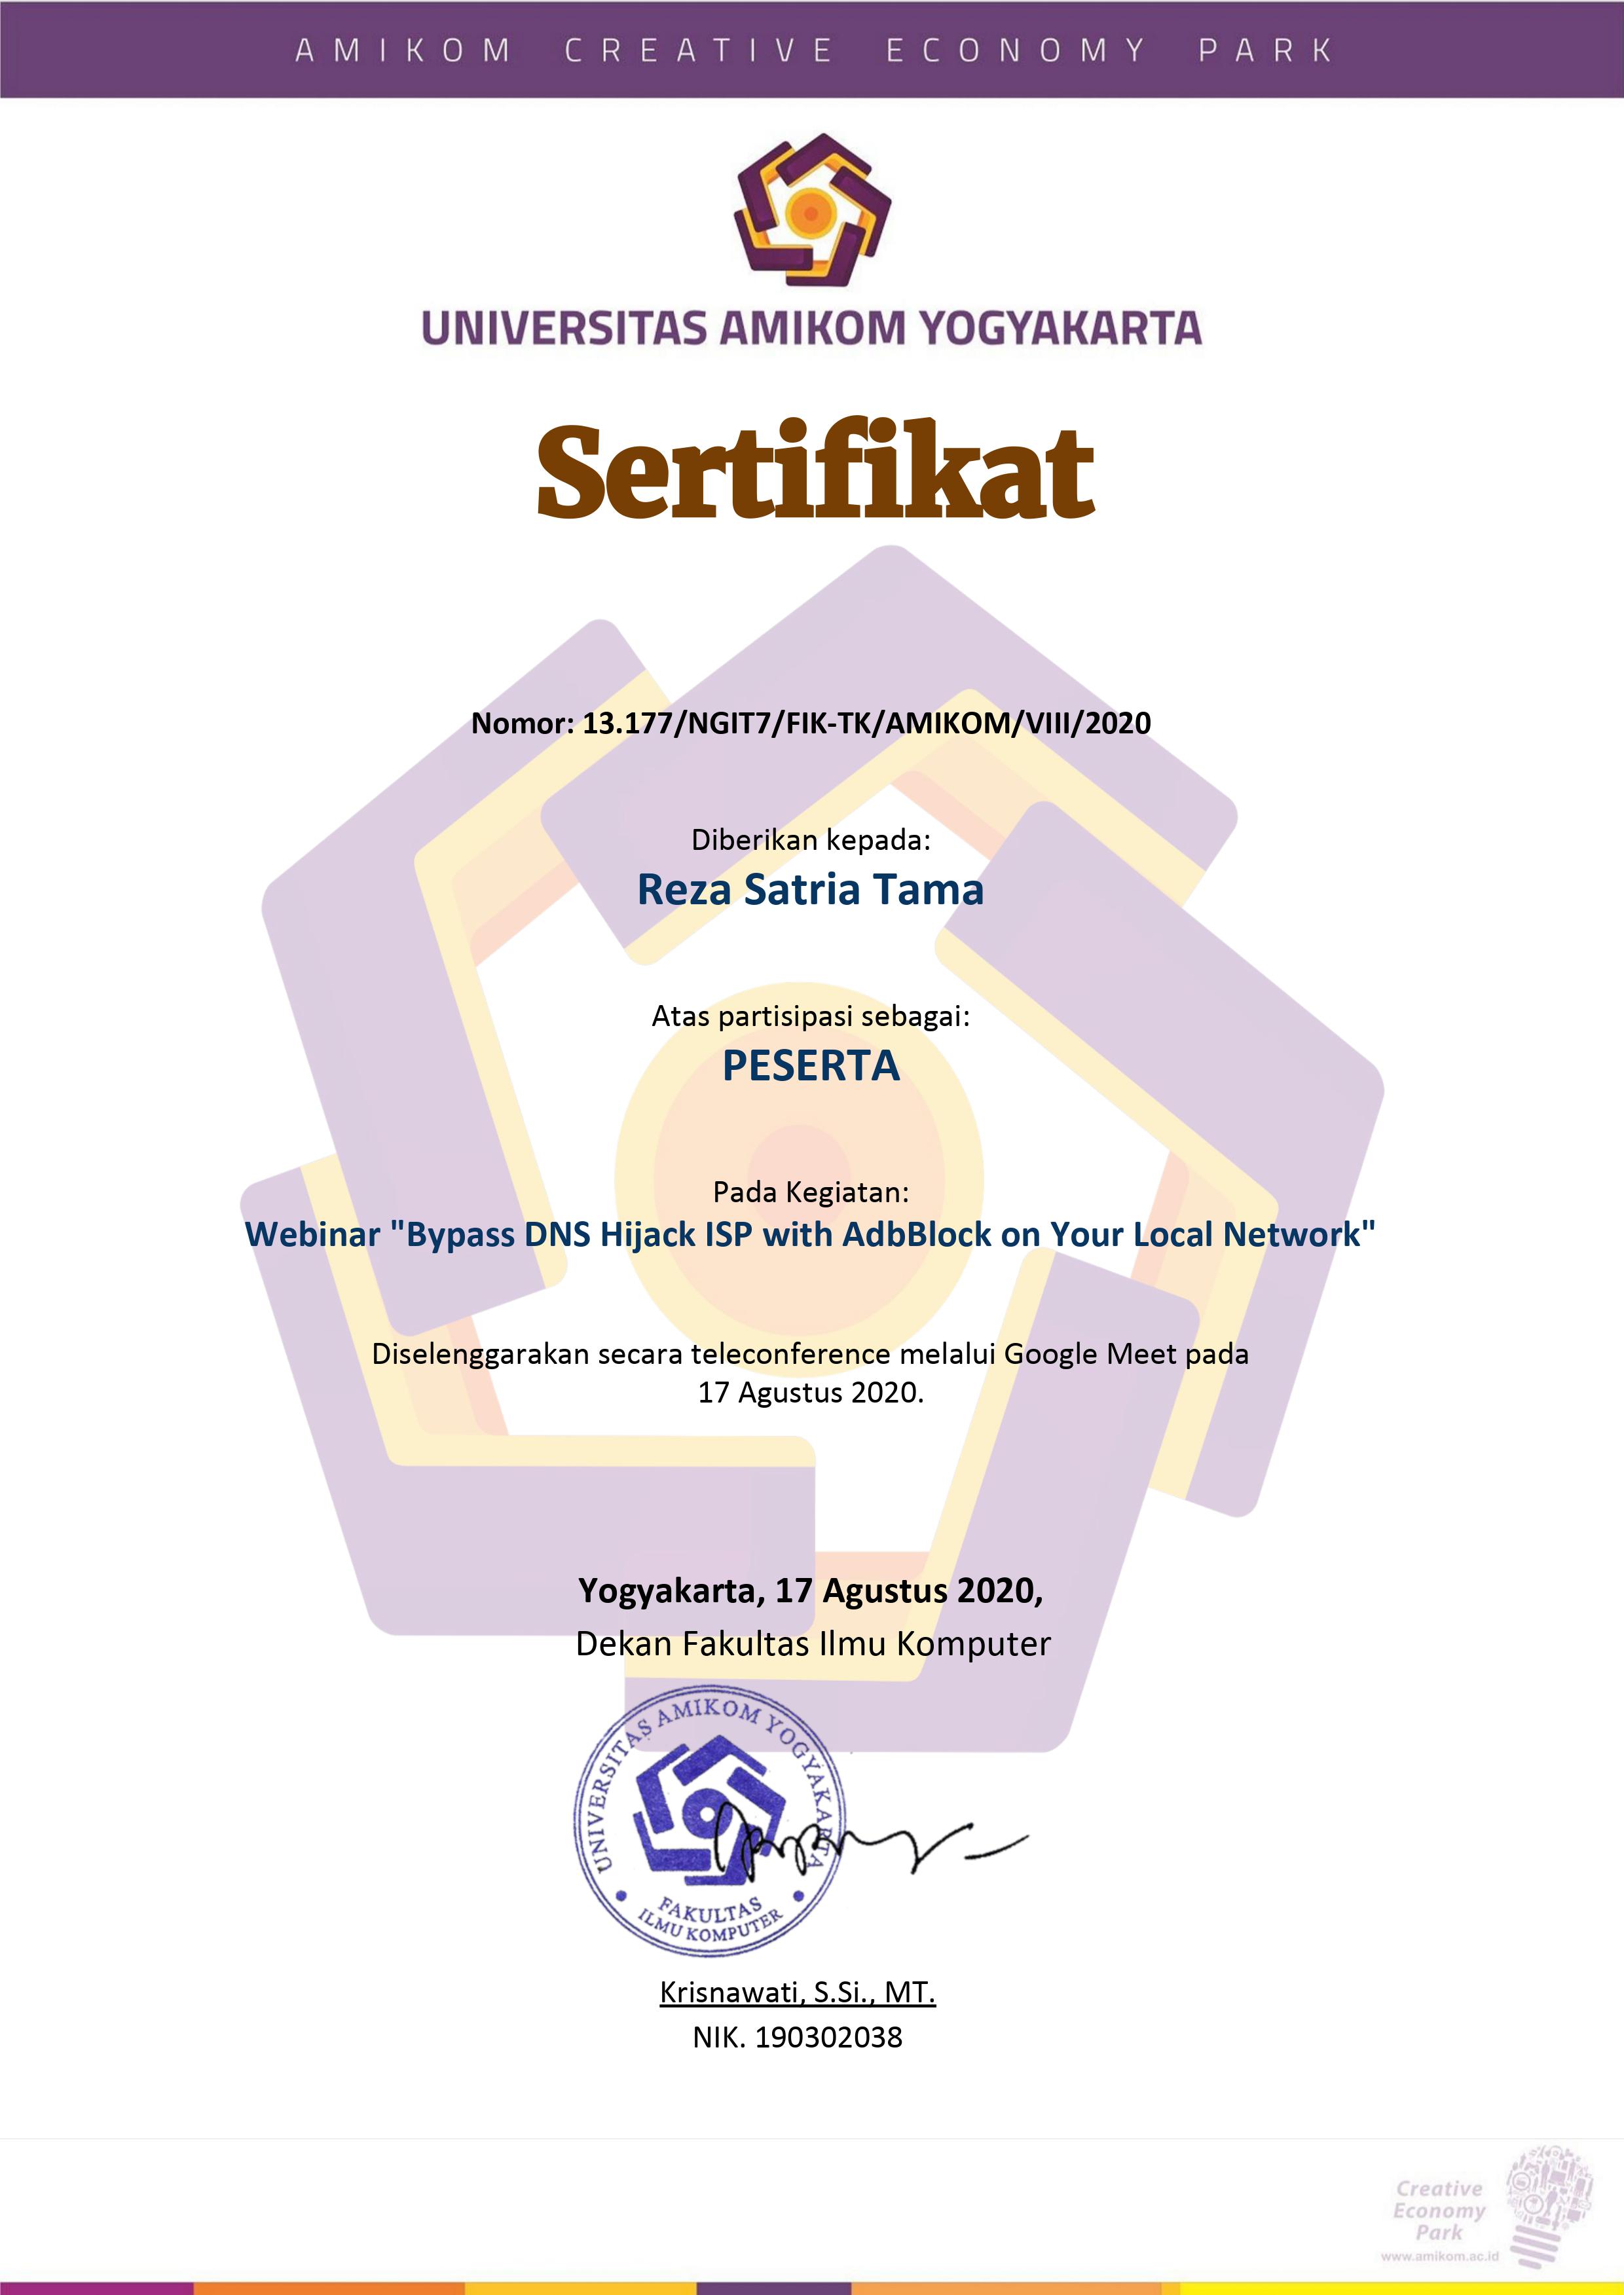 AMIKOM CREATIVE ECONOMY PARK
UNIVERSITAS AMIKOM YOGYAKARTA
Sertifikat
Nomor: 13.177/NGIT7/FIK-TK/AMIKOM/VIII/2020
Diberikan kepada:
Reza Satria Tama
Atas partisipasi sebagai:
PESERTA
Pada Kegiatan:
Webinar "Bypass DNS Hijack ISP with AdbBlock on Your Local Network"
Diselenggarakan secara teleconference melalui Google Meet pada
17 Agustus 2020.
Yogyakarta, 17 Agustus 2020,
Dekan Fakultas Ilmu Komputer
UNIVERSITAS AMIKOM YOGYAKARTA
FAKULTAS
ILMU KOMPUTER
Krisnawati, S.Si., MT.
NIK. 190302038
Creative
Economy
Park
www.amikom.ac.id